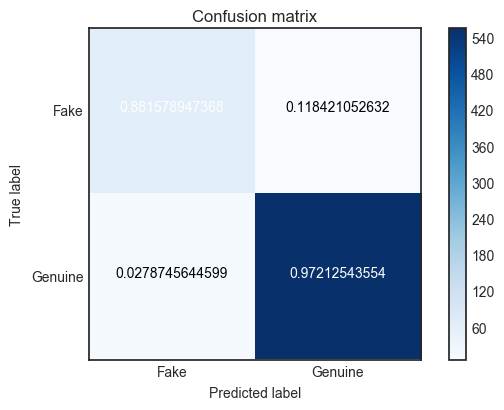 Confusion matrix
Fake
0.881578947368
0.118421052632
Genuine
0.0278745644599
0.97212543554
Fake
Genuine
Predicted label
True label
540
480
420
360
300
240
180
120
60